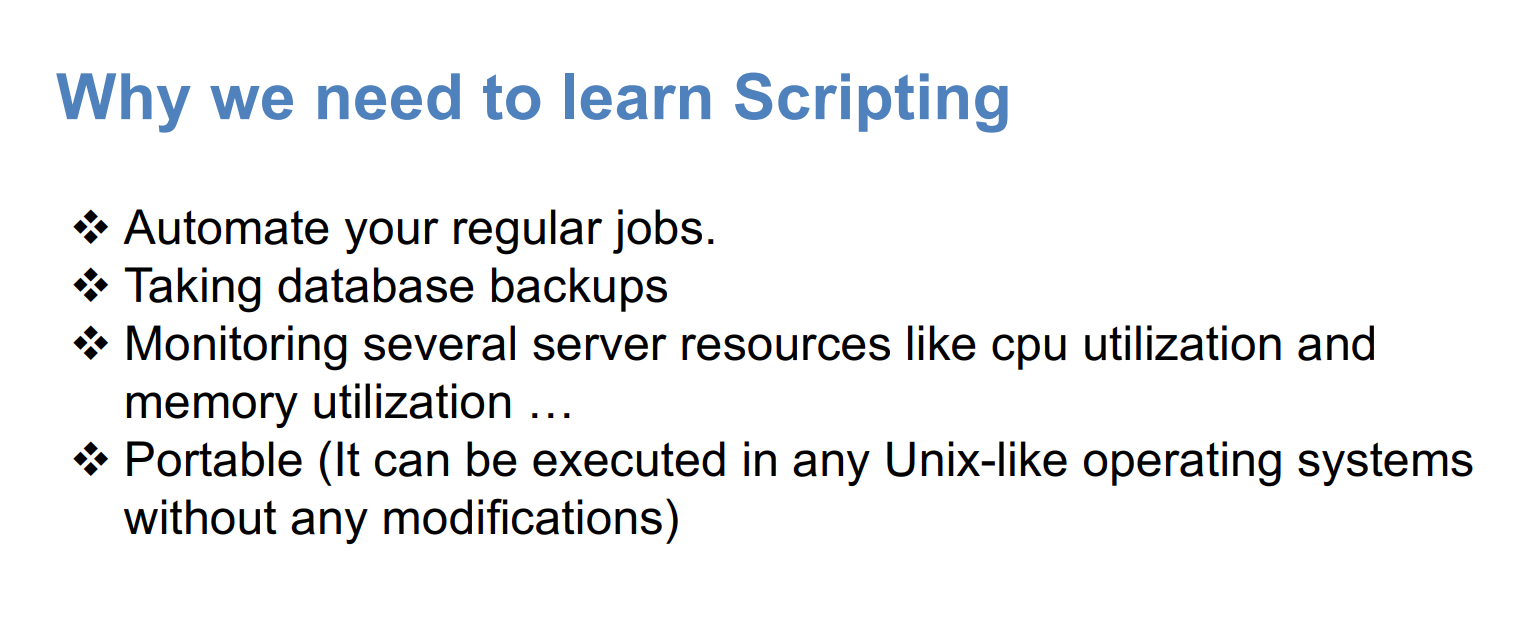 Why we need to learn Scripting
❖ Automate your regular jobs.
❖ Taking database backups
❖ Monitoring several server resources like cpu utilization and
memory utilization …
❖ Portable (It can be executed in any Unix-like operating systems
without any modifications)